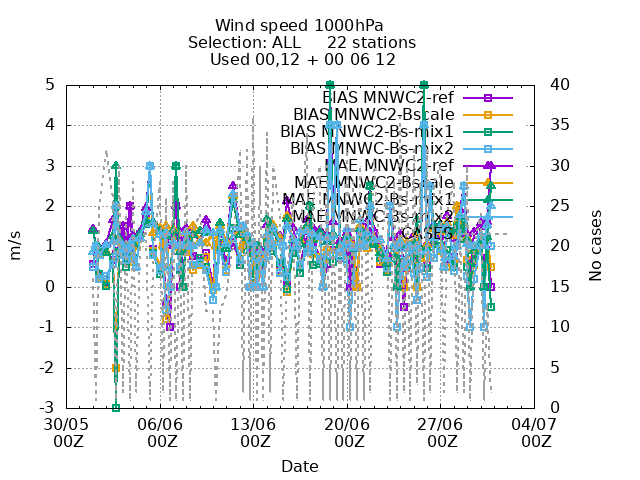 Wind speed 1000hPa
Selection: ALL 22 stations
Used 00,12 + 00 06 12
5 40
BIAS MNWC2-ref
BIAS MNWC2-Bscale
4 35
BIAS MNWC2-Bs-mix1
BIAS MNWC-Bs-mix2
3 30
MAE MNWC2-ref
MAE MNWC2-Bscale
MAE MNWC2-Bs-mix1
2 25
MAE MNWC-Bs-mix2
CASES
1 20
0 15
-1 10
-2 5
-3 0
m/s
No cases
30/05 06/06 13/06 20/06 27/06 04/07
00Z 00Z 00Z 00Z 00Z 00Z
Date